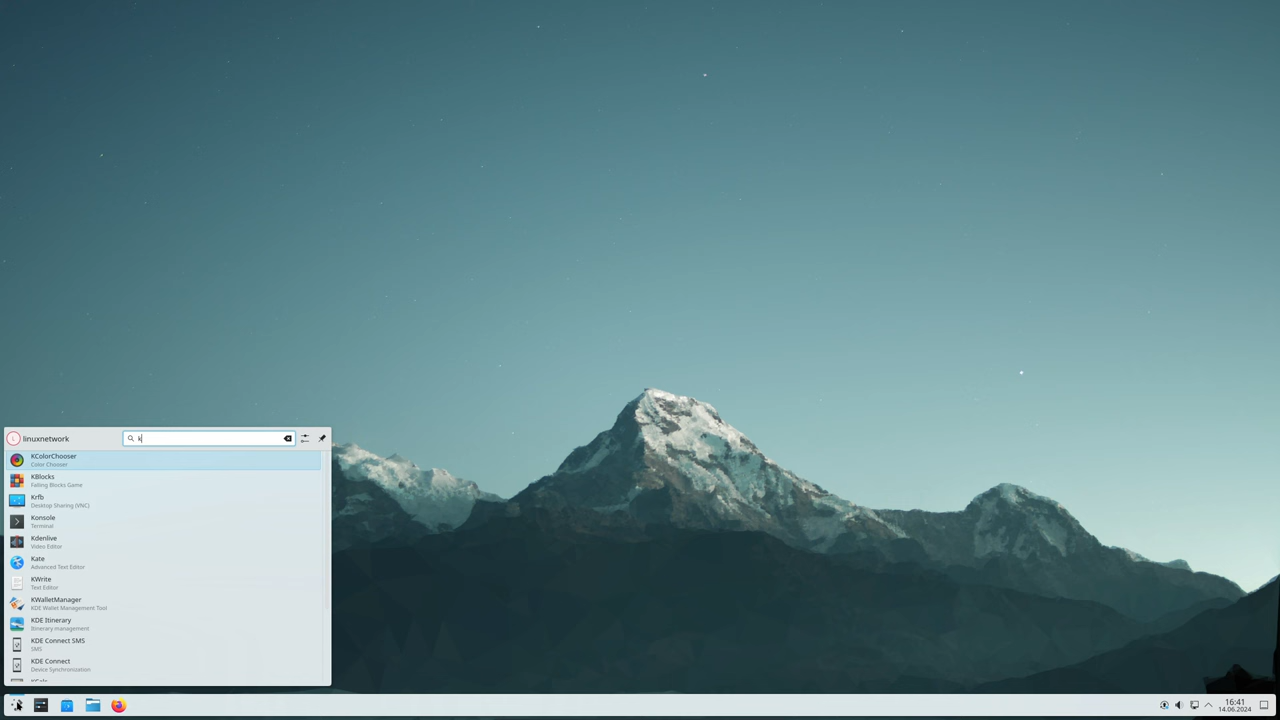 linuxnetwork
k
KColorChooser
Color Chooser
KBlocks
Falling Blocks Game
Krfb
Desktop Sharing (VNC)
Konsole
Terminal
Kdenlive
Video Editor
Kate
Advanced Text Editor
KWrite
Text Editor
KWalletManager
KDE Wallet Management Tool
KDE Itinerary
Itinerary management
KDE Connect SMS
SMS
KDE Connect
Device Synchronization
16:41
14.06.2024